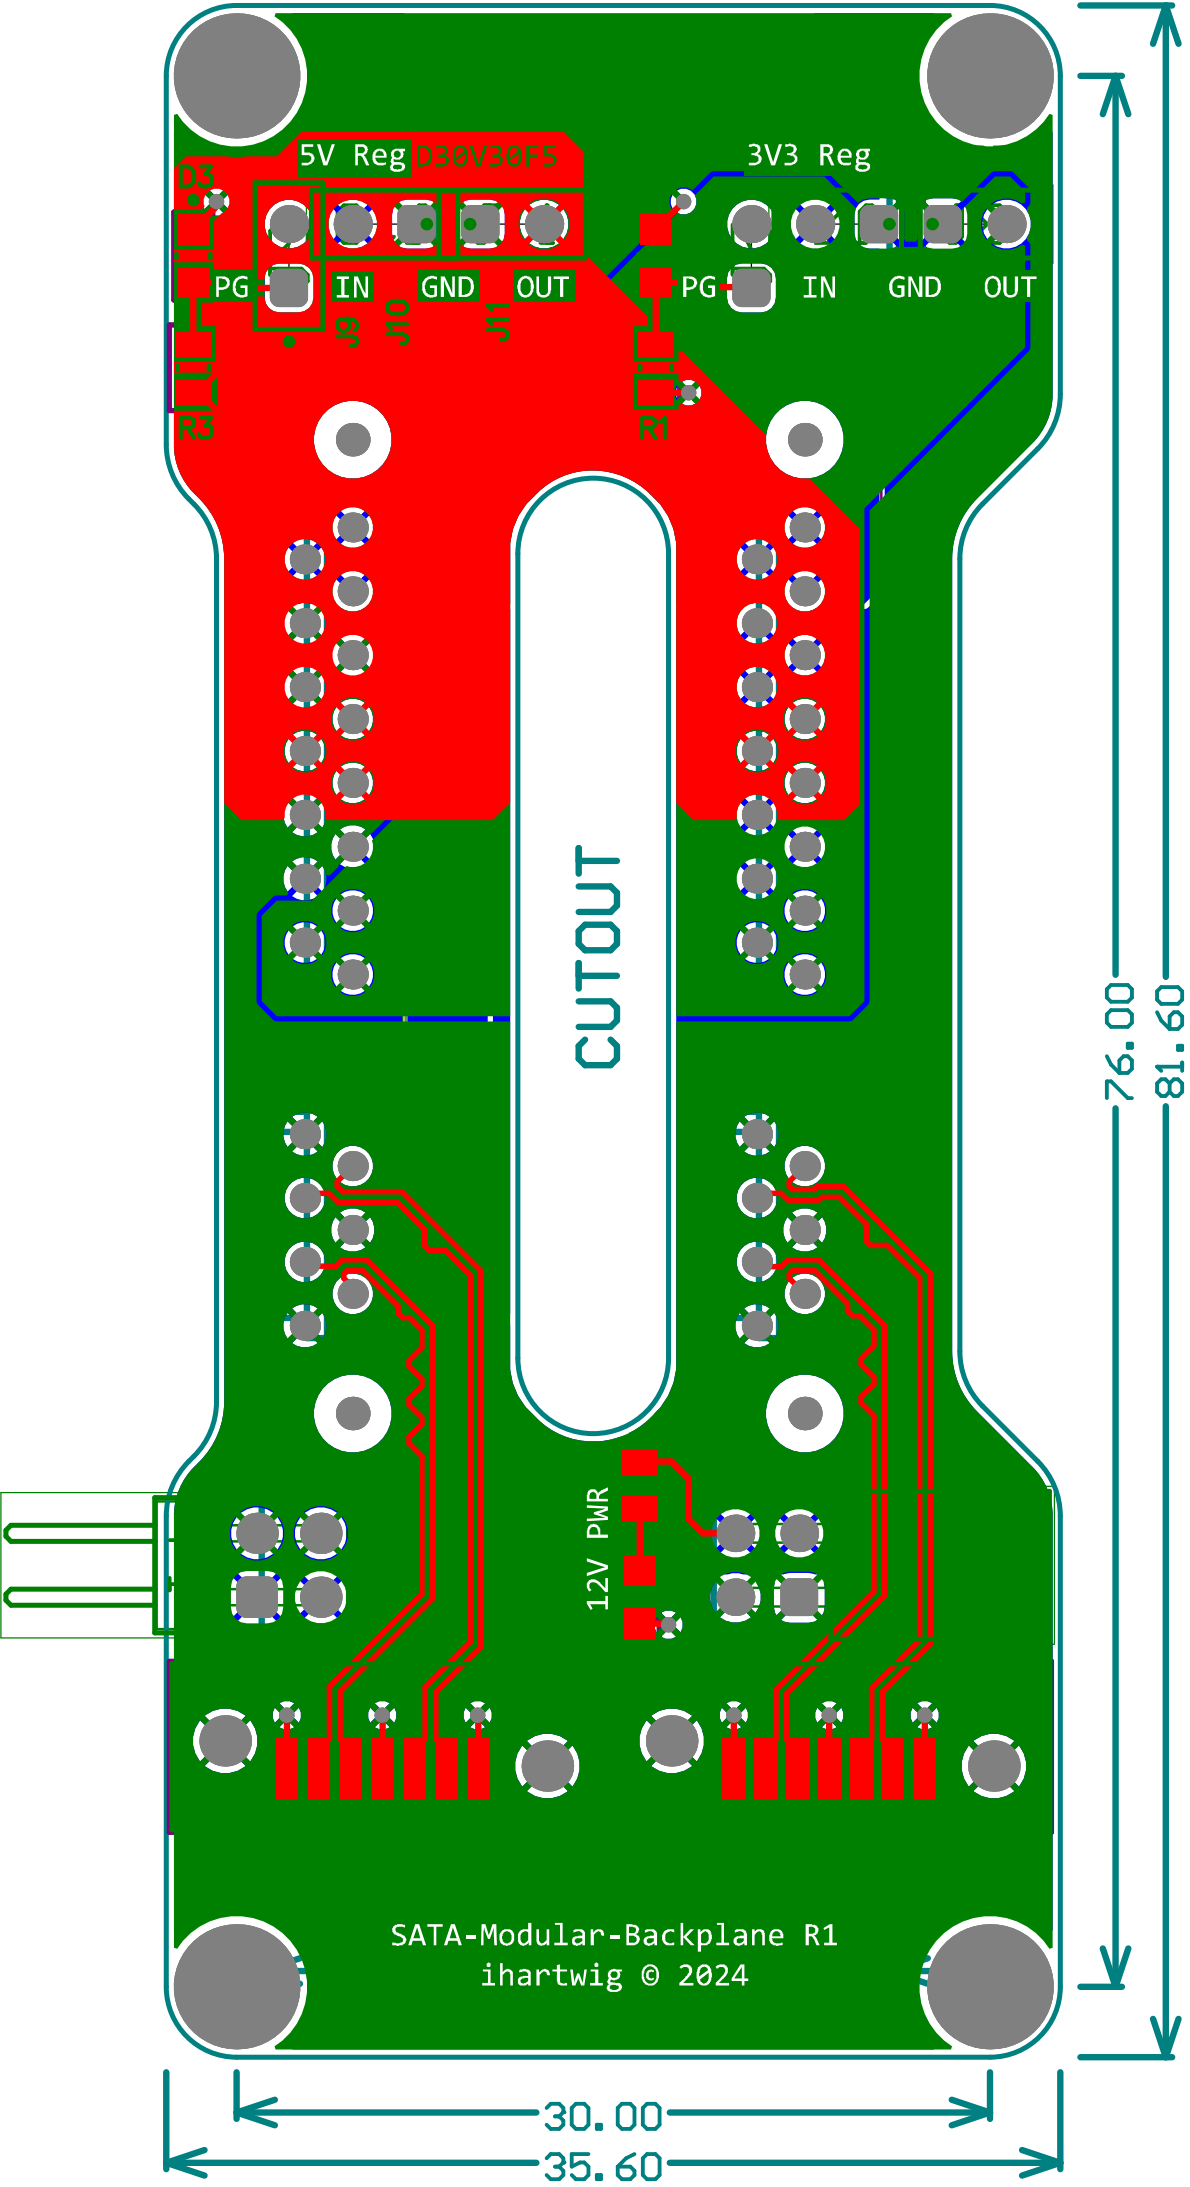 5V Reg D30V30F5 3V3 Reg
D3
PG IN GND OUT PG IN GND OUT
J9 J10 J11
R3 R1
CUTOUT
76.00
81.60
12V PWR
SATA-Modular-Backplane R1
ihartwig © 2024
30.00
35.60